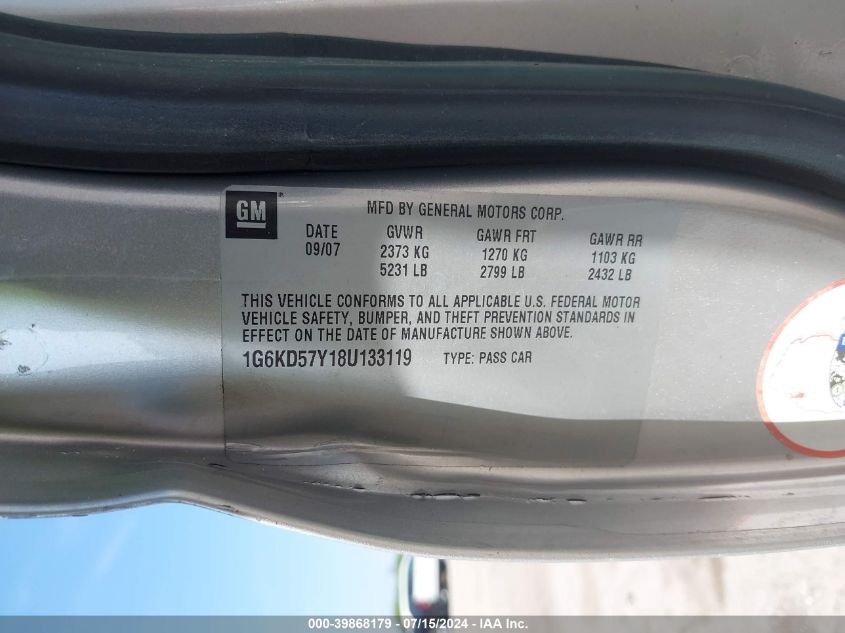 GM
MFD BY GENERAL MOTORS CORP.
DATE GVWR GAWR FRT GAWR RR
09/07 2373 KG 1270 KG 1103 KG
5231 LB 2799 LB 2432 LB
THIS VEHICLE CONFORMS TO ALL APPLICABLE U.S. FEDERAL MOTOR
VEHICLE SAFETY, BUMPER, AND THEFT PREVENTION STANDARDS IN
EFFECT ON THE DATE OF MANUFACTURE SHOWN ABOVE.
1G6KD57Y18U133119 TYPE: PASS CAR
000-39868179 - 07/15/2024 - IAA Inc.